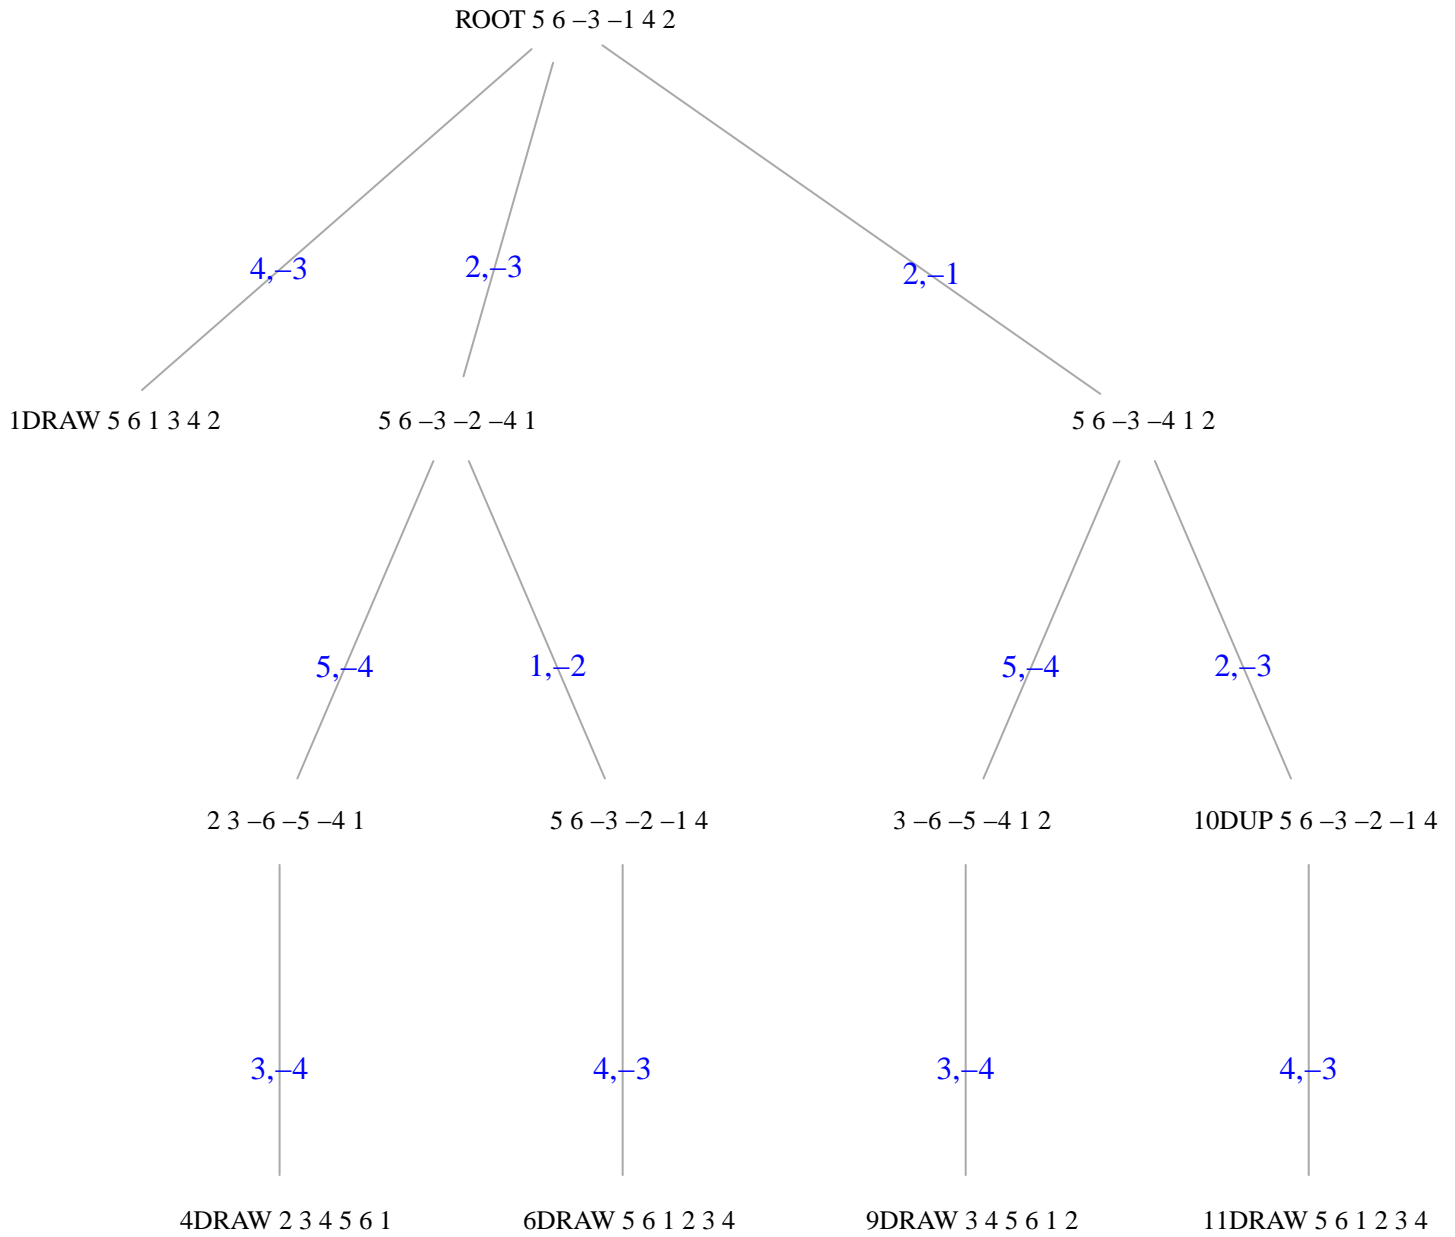 ROOT 5 6 –3 –1 4 2
4,–3
2,–3
2,–1
1DRAW 5 6 1 3 4 2
5 6 –3 –2 –4 1
5 6 –3 –4 1 2
5,–4
1,–2
5,–4
2,–3
2 3 –6 –5 –4 1
5 6 –3 –2 –1 4
3 –6 –5 –4 1 2
10DUP 5 6 –3 –2 –1 4
3,–4
4,–3
3,–4
4,–3
4DRAW 2 3 4 5 6 1
6DRAW 5 6 1 2 3 4
9DRAW 3 4 5 6 1 2
11DRAW 5 6 1 2 3 4